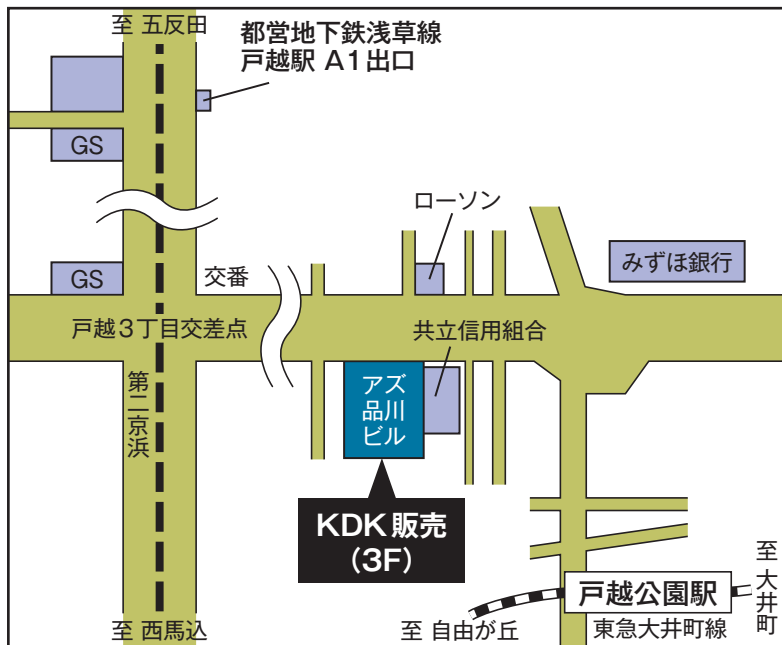 至 五反田
都営地下鉄浅草線
戸越駅 A1出口
GS
ローソン
みずほ銀行
GS
交番
戸越3丁目交差点
共立信用組合
第二京浜
アズ
品川
ビル
KDK 販売
(3F)
戸越公園駅
至 大井町
至 西馬込
至 自由が丘
東急大井町線